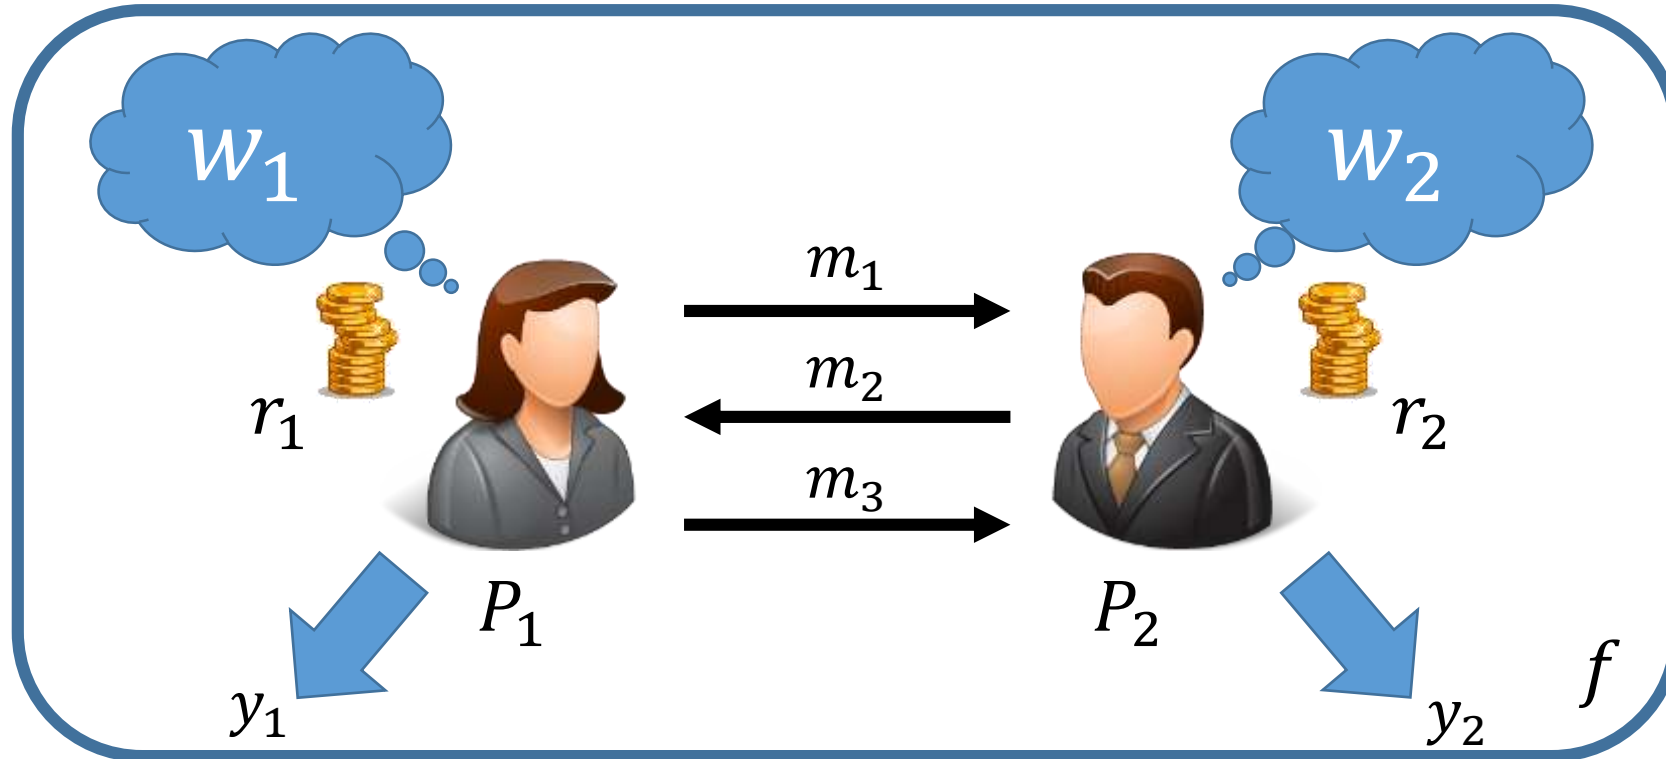 w₁
w₂
m₁
m₂
m₃
r₁
r₂
P₁
P₂
f
y₁
y₂